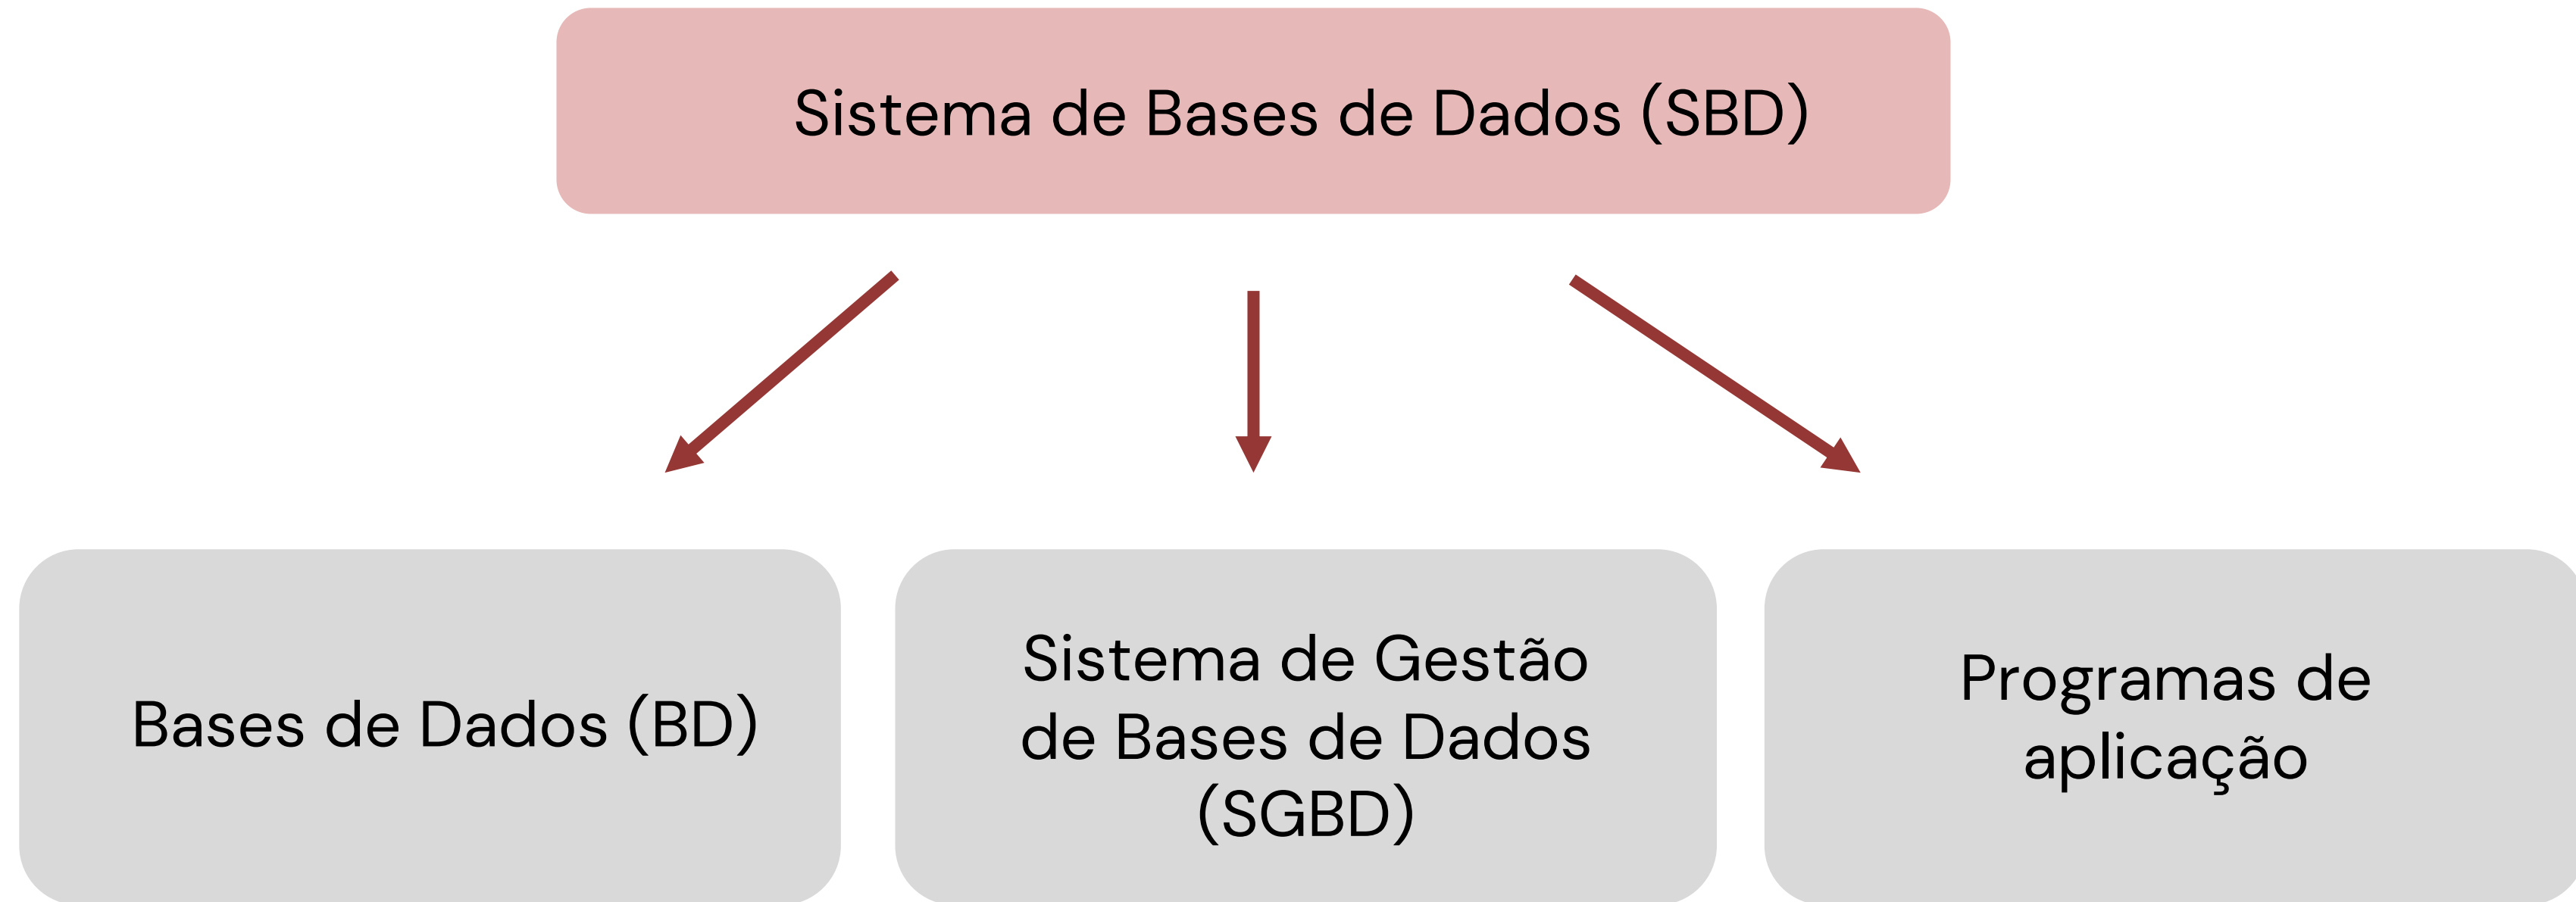 Sistema de Bases de Dados (SBD)
Bases de Dados (BD)
Sistema de Gestão
de Bases de Dados
(SGBD)
Programas de
aplicação